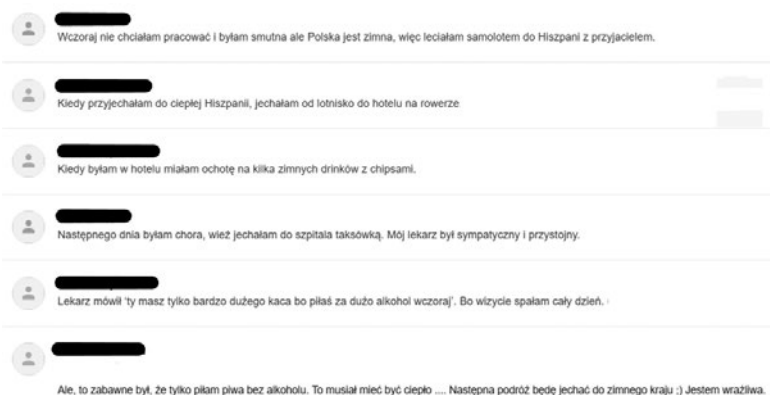 Wczoraj nie chciałam pracować i byłam smutna ale Polska jest zimna, więc leciałam samolotem do Hiszpani z przyjacielem.
Kiedy przyjechałam do ciepłej Hiszpanii, jechałam od lotnisko do hotelu na rowerze
Kiedy byłam w hotelu miałam ochotę na kilka zimnych drinków z chipsami.
Następnego dnia byłam chora, wież jechałam do szpitala taksówką. Mój lekarz był sympatyczny i przystojny.
Lekarz mówił 'ty masz tylko bardzo dużego kaca bo piłaś za dużo alkohol wczoraj'. Bo wizycie spałam cały dzień.
Ale, to zabawne był, że tylko piłam piwa bez alkoholu. To musiał mieć być ciepło .... Następna podróż będę jechać do zimnego kraju ;) Jestem wrażliwa.